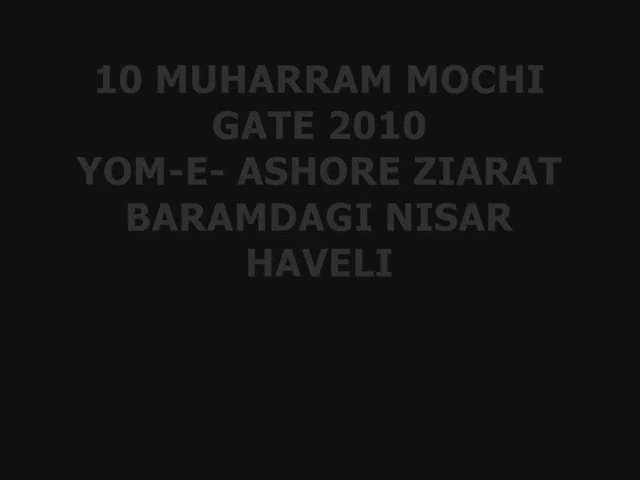 10 MUHARRAM MOCHI
GATE 2010
YOM-E- ASHORE ZIARAT
BARAMDAGI NISAR
HAVELI